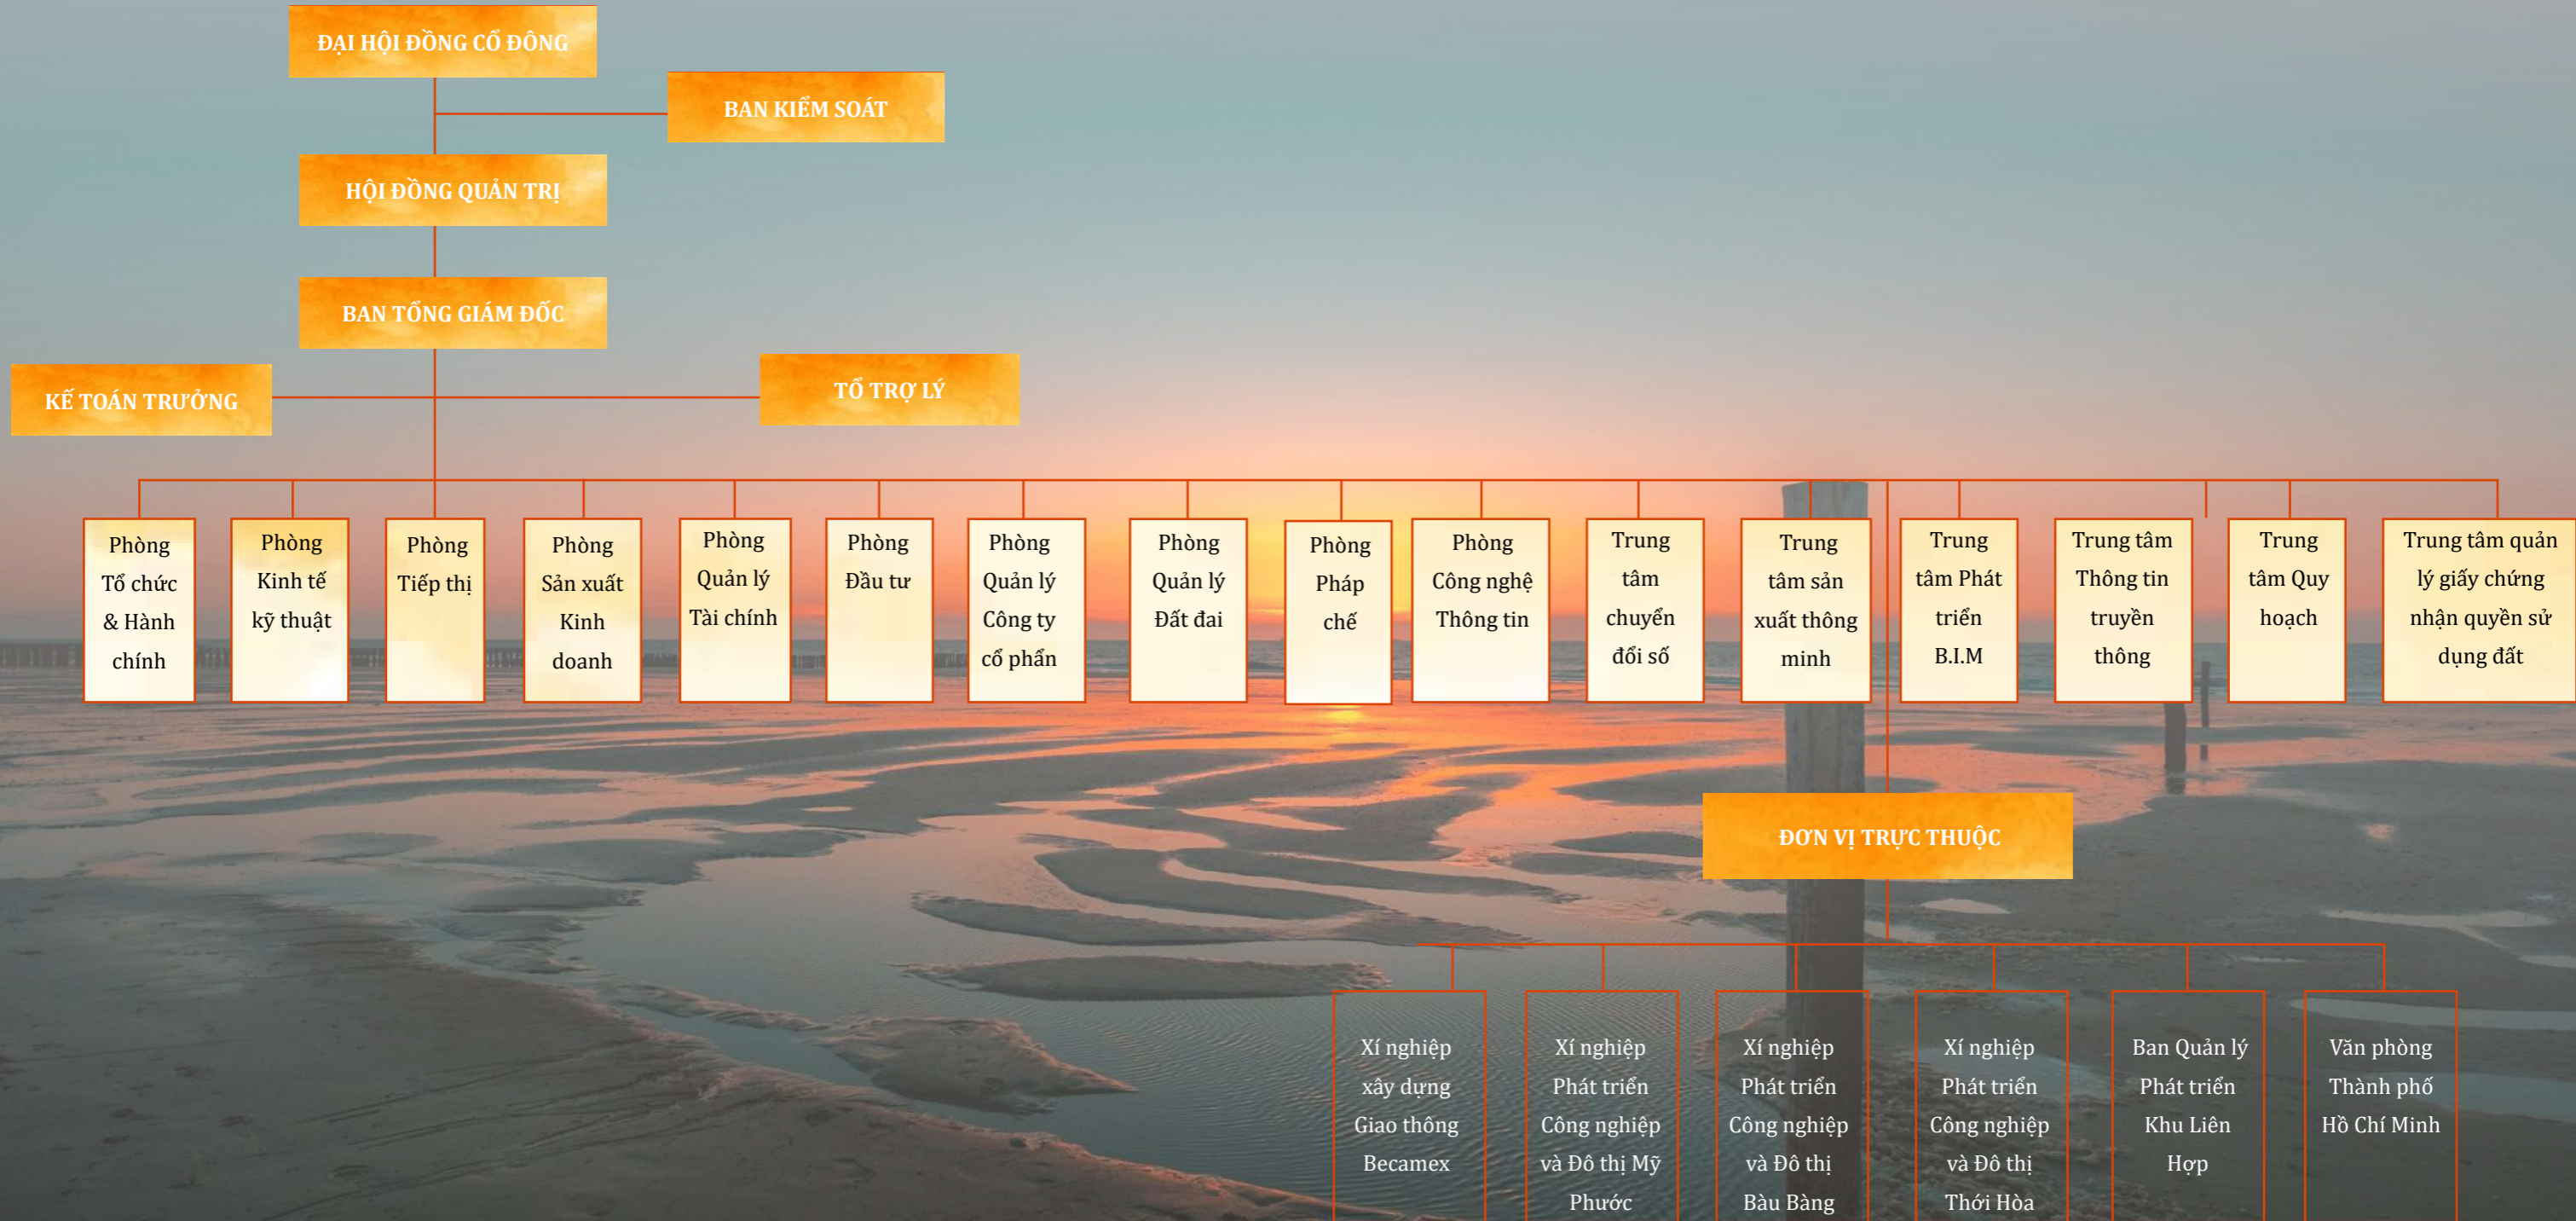 ĐẠI HỘI ĐỒNG CỔ ĐÔNG
BAN KIỂM SOÁT
HỘI ĐỒNG QUẢN TRỊ
BAN TỔNG GIÁM ĐỐC
KẾ TOÁN TRƯỞNG
TỔ TRỢ LÝ
Phòng
Tổ chức
& Hành
chính
Phòng
Kinh tế
kỹ thuật
Phòng
Tiếp thị
Phòng
Sản xuất
Kinh
doanh
Phòng
Quản lý
Tài chính
Phòng
Đầu tư
Phòng
Quản lý
Công ty
cổ phẩn
Phòng
Quản lý
Đất đai
Phòng
Pháp
chế
Phòng
Công nghệ
Thông tin
Trung
tâm
chuyển
đổi số
Trung
tâm sản
xuất thông
minh
Trung
tâm Phát
triển
B.I.M
Trung tâm
Thông tin
truyền
thông
Trung
tâm Quy
hoạch
Trung tâm quản
lý giấy chứng
nhận quyền sử
dụng đất
ĐƠN VỊ TRỰC THUỘC
Xí nghiệp
xây dựng
Giao thông
Becamex
Xí nghiệp
Phát triển
Công nghiệp
và Đô thị Mỹ
Phước
Xí nghiệp
Phát triển
Công nghiệp
và Đô thị
Bàu Bàng
Xí nghiệp
Phát triển
Công nghiệp
và Đô thị
Thới Hòa
Ban Quản lý
Phát triển
Khu Liên
Hợp
Văn phòng
Thành phố
Hồ Chí Minh